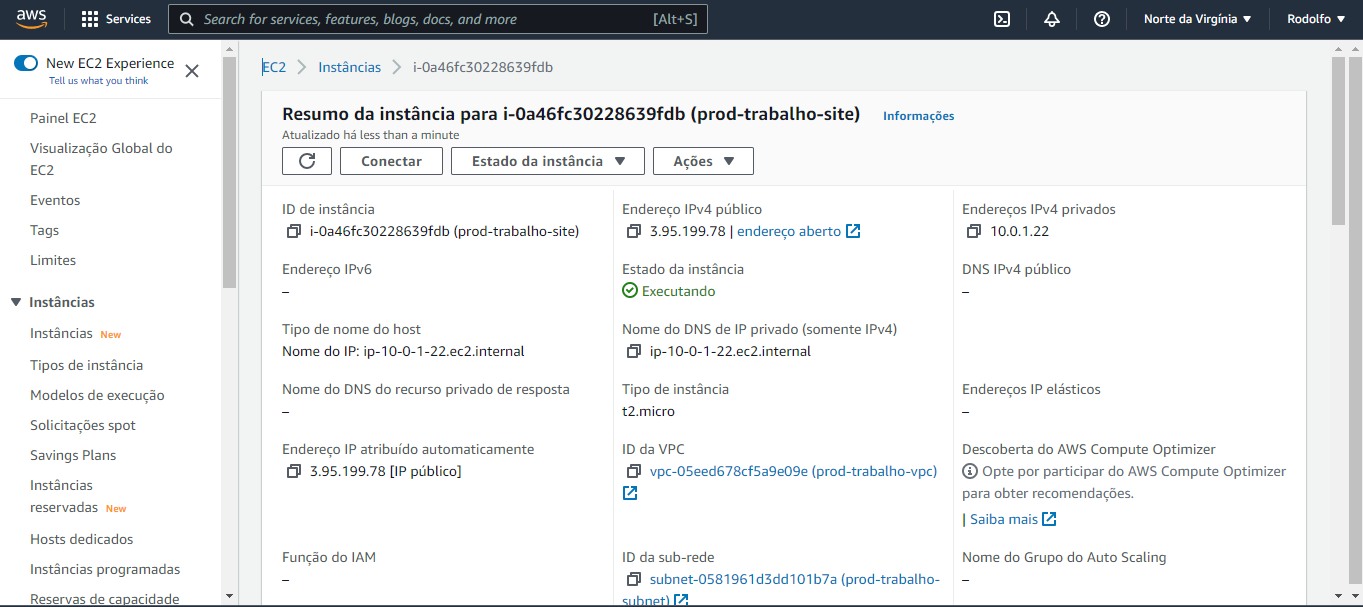 aws
Services
Search for services, features, blogs, docs, and more
[Alt+S]
Norte da Virgínia ▼
Rodolfo ▼
New EC2 Experience
Tell us what you think
Painel EC2
Visualização Global do
EC2
Eventos
Tags
Limites
▼ Instâncias
Instâncias New
Tipos de instância
Modelos de execução
Solicitações spot
Savings Plans
Instâncias
reservadas New
Hosts dedicados
Instâncias programadas
Reservas de capacidade
EC2 > Instâncias > i-0a46fc30228639fdb
Resumo da instância para i-0a46fc30228639fdb (prod-trabalho-site) Informações
Atualizado há less than a minute
Conectar
Estado da instância ▼
Ações ▼
ID de instância
i-0a46fc30228639fdb (prod-trabalho-site)
Endereço IPv4 público
3.95.199.78 | endereço aberto
Endereços IPv4 privados
10.0.1.22
Endereço IPv6
–
Estado da instância
Executando
DNS IPv4 público
–
Tipo de nome do host
Nome do IP: ip-10-0-1-22.ec2.internal
Nome do DNS de IP privado (somente IPv4)
ip-10-0-1-22.ec2.internal
Nome do DNS do recurso privado de resposta
–
Tipo de instância
t2.micro
Endereços IP elásticos
–
Endereço IP atribuído automaticamente
3.95.199.78 [IP público]
ID da VPC
vpc-05eed678cf5a9e09e (prod-trabalho-vpc)
Descoberta do AWS Compute Optimizer
Opte por participar do AWS Compute Optimizer
para obter recomendações.
| Saiba mais
Função do IAM
–
ID da sub-rede
subnet-0581961d3dd101b7a (prod-trabalho-
subnet)
Nome do Grupo do Auto Scaling
–